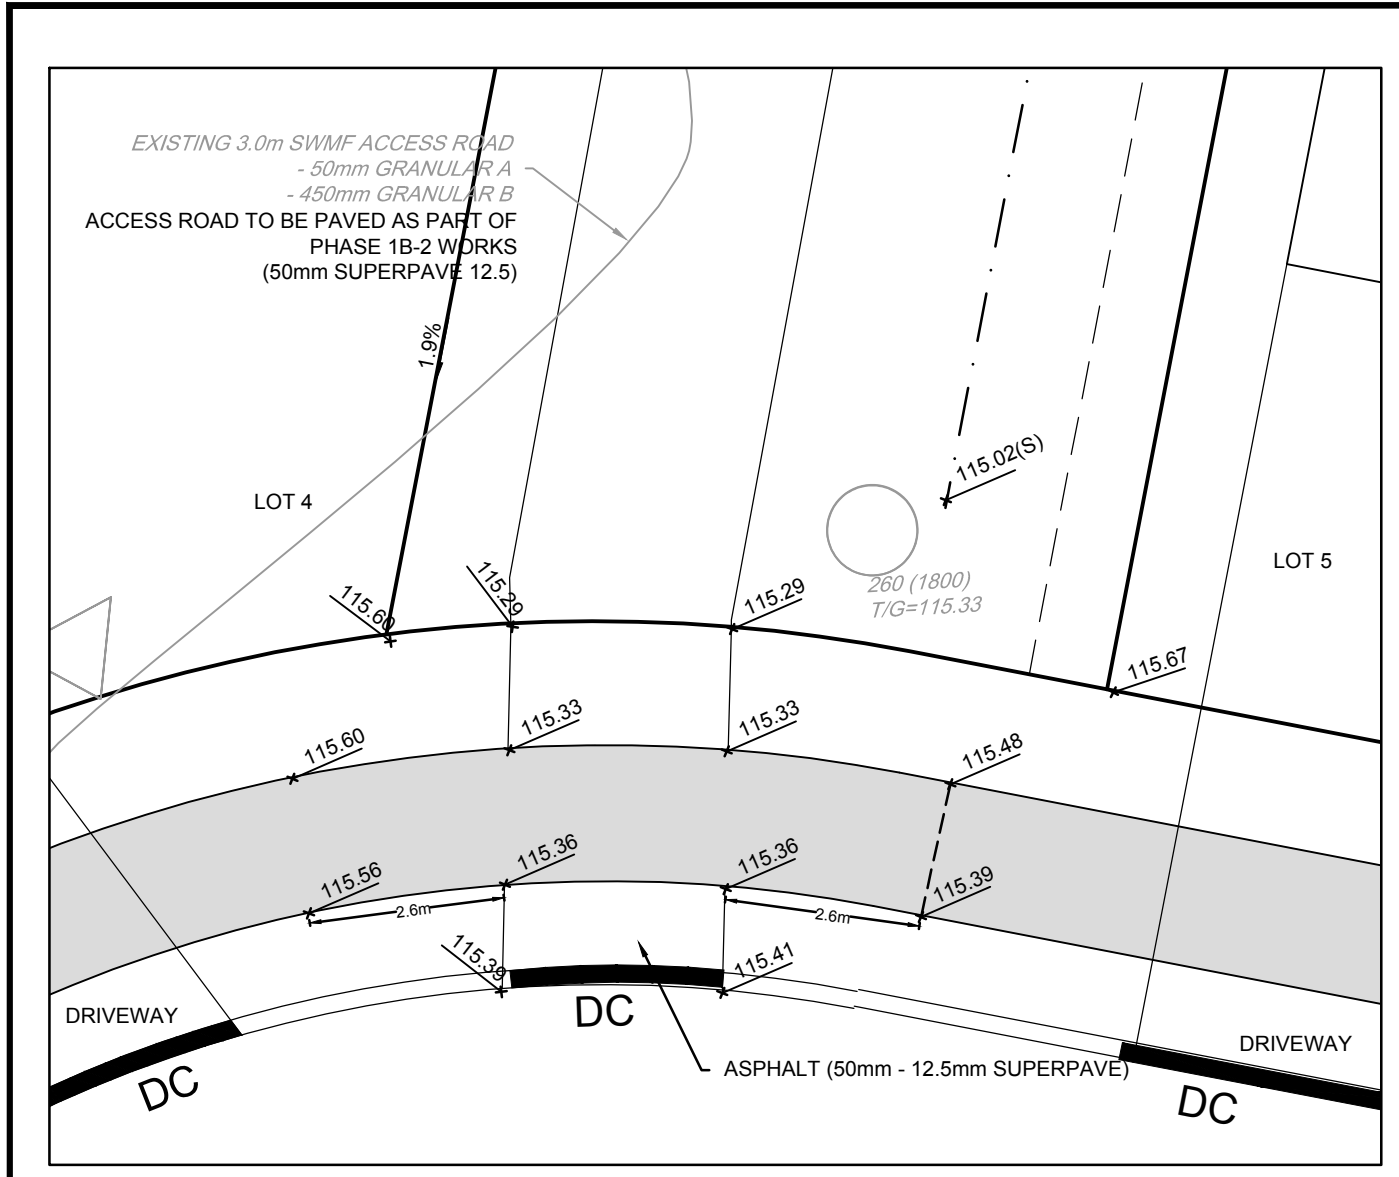 EXISTING 3.0m SWMF ACCESS ROAD
- 50mm GRANULAR A
- 450mm GRANULAR B
ACCESS ROAD TO BE PAVED AS PART OF
PHASE 1B-2 WORKS
(50mm SUPERPAVE 12.5)
1.9%
115.02(S)
LOT 4
LOT 5
260 (1800)
T/G=115.33
115.60
115.29
115.29
115.67
115.60
115.33
115.33
115.48
115.56
115.36
115.36
115.39
2.6m
2.6m
115.39
115.41
DRIVEWAY
DC
DRIVEWAY
ASPHALT (50mm - 12.5mm SUPERPAVE)
DC
DC